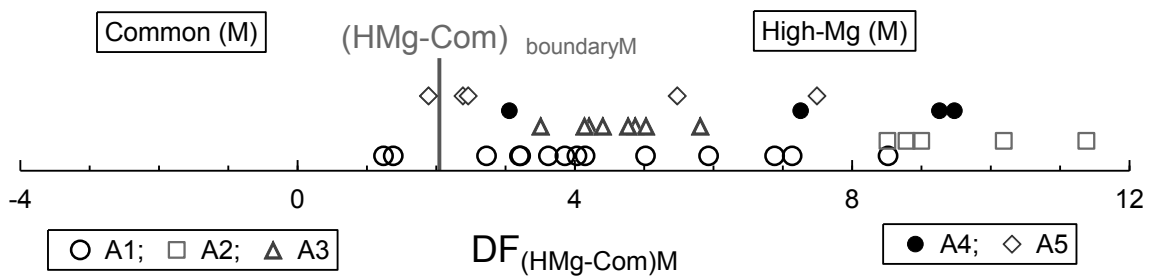 Common (M)
(HMg-Com) boundaryM
High-Mg (M)
-4 0 4 8 12
A1; A2; A3
DF(HMg-Com)M
A4; A5